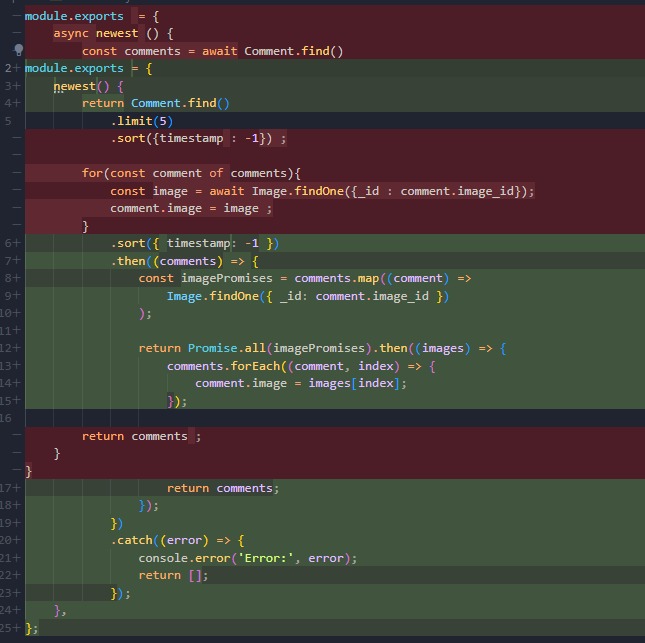 module.exports = {
async newest () {
const comments = await Comment.find()
2+ module.exports = {
3+ newest() {
4+ return Comment.find()
5 .limit(5)
.sort({timestamp : -1}) ;
for(const comment of comments){
const image = await Image.findOne({_id : comment.image_id});
comment.image = image ;
}
6+ .sort({ timestamp: -1 })
7+ .then((comments) => {
8+ const imagePromises = comments.map((comment) =>
9+ Image.findOne({ _id: comment.image_id })
10+ );
11+
12+ return Promise.all(imagePromises).then((images) => {
13+ comments.forEach((comment, index) => {
14+ comment.image = images[index];
15+ });
16
return comments ;
}
}
17+ return comments;
18+ });
19+ })
20+ .catch((error) => {
21+ console.error('Error:', error);
22+ return [];
23+ });
24+ },
25+ };